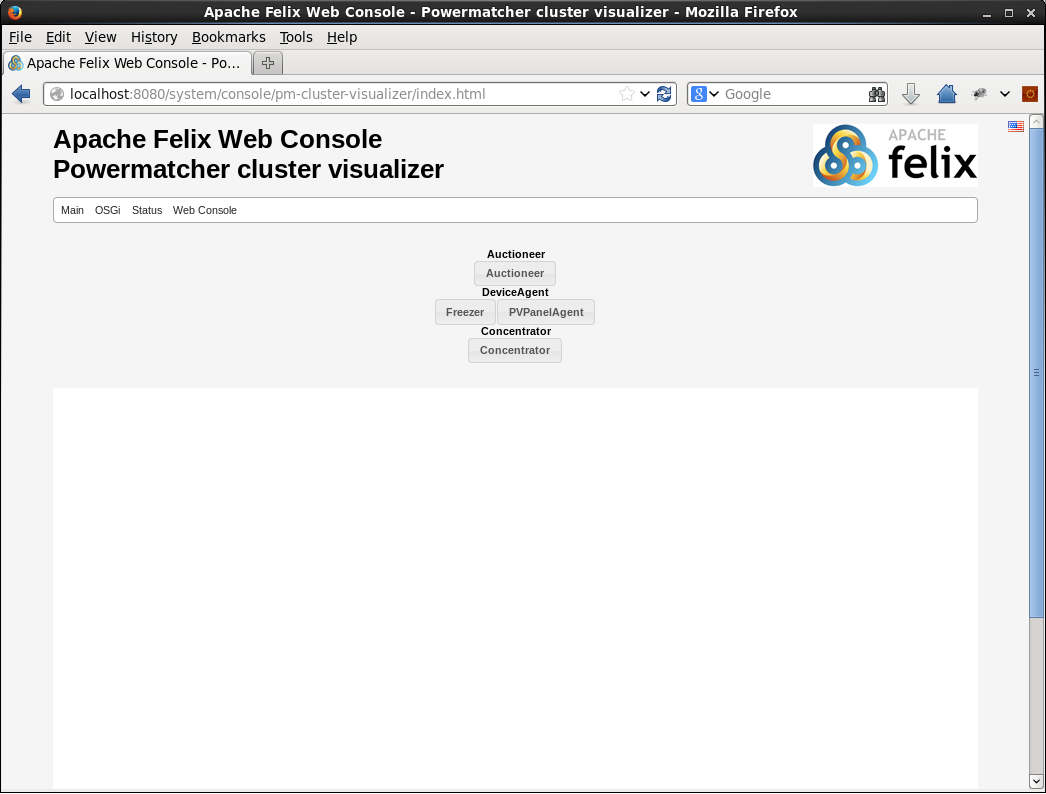 Apache Felix Web Console - Powermatcher cluster visualizer - Mozilla Firefox
File Edit View History Bookmarks Tools Help
Apache Felix Web Console - Po...
localhost:8080/system/console/pm-cluster-visualizer/index.html
8 Google
Apache Felix Web Console
Powermatcher cluster visualizer
APACHE
felix
Main OSGi Status Web Console
Auctioneer
Auctioneer
DeviceAgent
Freezer PVPanelAgent
Concentrator
Concentrator